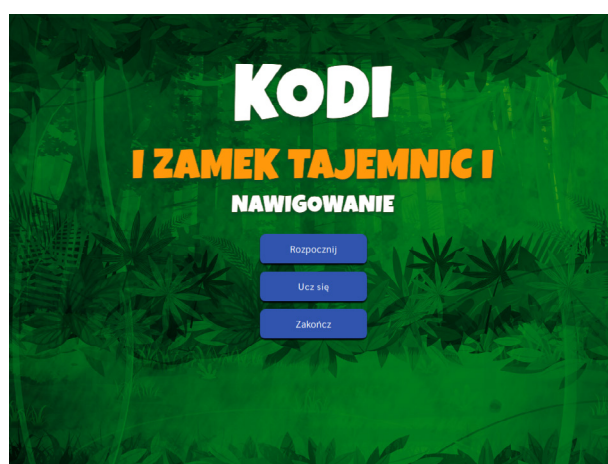 KODI
I ZAMEK TAJEMNIC I
NAWIGOWANIE
Rozpocznij
Ucz się
Zakończ